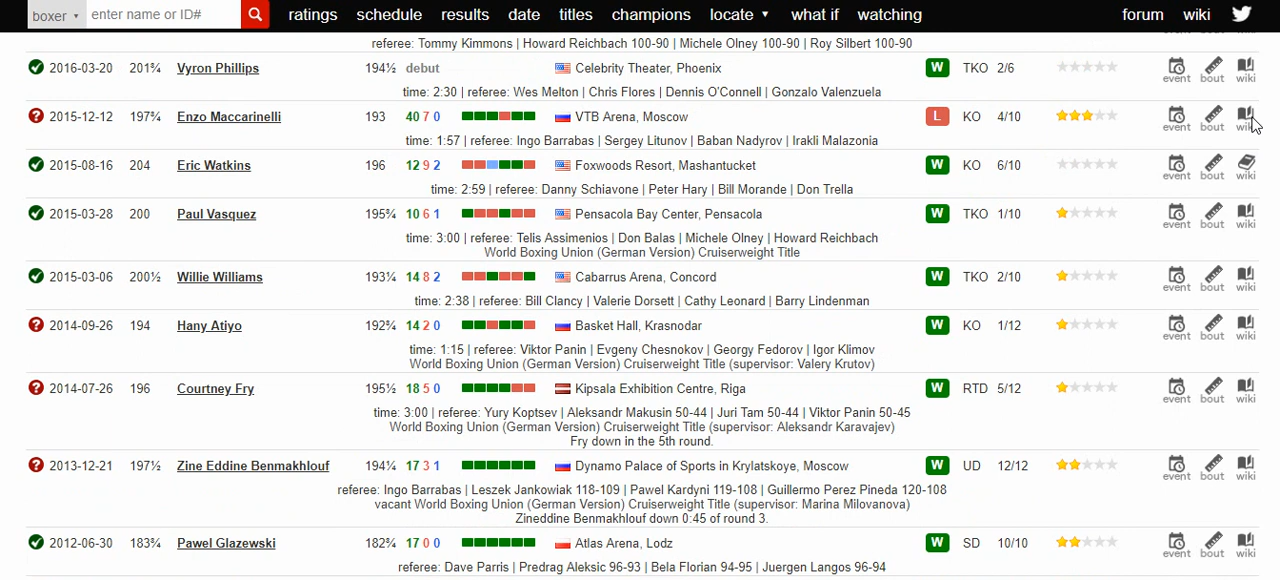 boxer enter name or ID# ratings schedule results date titles champions locate what if watching forum wiki
referee: Tommy Kimmons | Howard Reichbach 100-90 | Michele Olney 100-90 | Roy Silbert 100-90
2016-03-20 201¾ Vyron Phillips 194½ debut Celebrity Theater, Phoenix W TKO 2/6 event bout wiki
time: 2:30 | referee: Wes Melton | Chris Flores | Dennis O'Connell | Gonzalo Valenzuela
2015-12-12 197¾ Enzo Maccarinelli 193 40 7 0 VTB Arena, Moscow L KO 4/10 event bout wiki
time: 1:57 | referee: Ingo Barrabas | Sergey Litunov | Baban Nadyrov | Irakli Malazonia
2015-08-16 204 Eric Watkins 196 12 9 2 Foxwoods Resort, Mashantucket W KO 6/10 event bout wiki
time: 2:59 | referee: Danny Schiavone | Peter Hary | Bill Morande | Don Trella
2015-03-28 200 Paul Vasquez 195¾ 10 6 1 Pensacola Bay Center, Pensacola W TKO 1/10 event bout wiki
time: 3:00 | referee: Telis Assimenios | Don Balas | Michele Olney | Howard Reichbach
World Boxing Union (German Version) Cruiserweight Title
2015-03-06 200½ Willie Williams 193¼ 14 8 2 Cabarrus Arena, Concord W TKO 2/10 event bout wiki
time: 2:38 | referee: Bill Clancy | Valerie Dorsett | Cathy Leonard | Barry Lindenman
2014-09-26 194 Hany Atiyo 192¾ 14 2 0 Basket Hall, Krasnodar W KO 1/12 event bout wiki
time: 1:15 | referee: Viktor Panin | Evgeny Chesnokov | Georgy Fedorov | Igor Klimov
World Boxing Union (German Version) Cruiserweight Title (supervisor: Valery Krutov)
2014-07-26 196 Courtney Fry 195½ 18 5 0 Kipsala Exhibition Centre, Riga W RTD 5/12 event bout wiki
time: 3:00 | referee: Yury Koptsev | Aleksandr Makusin 50-44 | Juri Tam 50-44 | Viktor Panin 50-45
World Boxing Union (German Version) Cruiserweight Title (supervisor: Aleksandr Karavajev)
Fry down in the 5th round.
2013-12-21 197½ Zine Eddine Benmakhlouf 194¼ 17 3 1 Dynamo Palace of Sports in Krylatskoye, Moscow W UD 12/12 event bout wiki
referee: Ingo Barrabas | Leszek Jankowiak 118-109 | Pawel Kardyni 119-108 | Guillermo Perez Pineda 120-108
vacant World Boxing Union (German Version) Cruiserweight Title (supervisor: Marina Milovanova)
Zineddine Benmakhlouf down 0:45 of round 3.
2012-06-30 183¾ Pawel Glazewski 182¾ 17 0 0 Atlas Arena, Lodz W SD 10/10 event bout wiki
referee: Dave Parris | Predrag Aleksic 96-93 | Bela Florian 94-95 | Juergen Langos 96-94